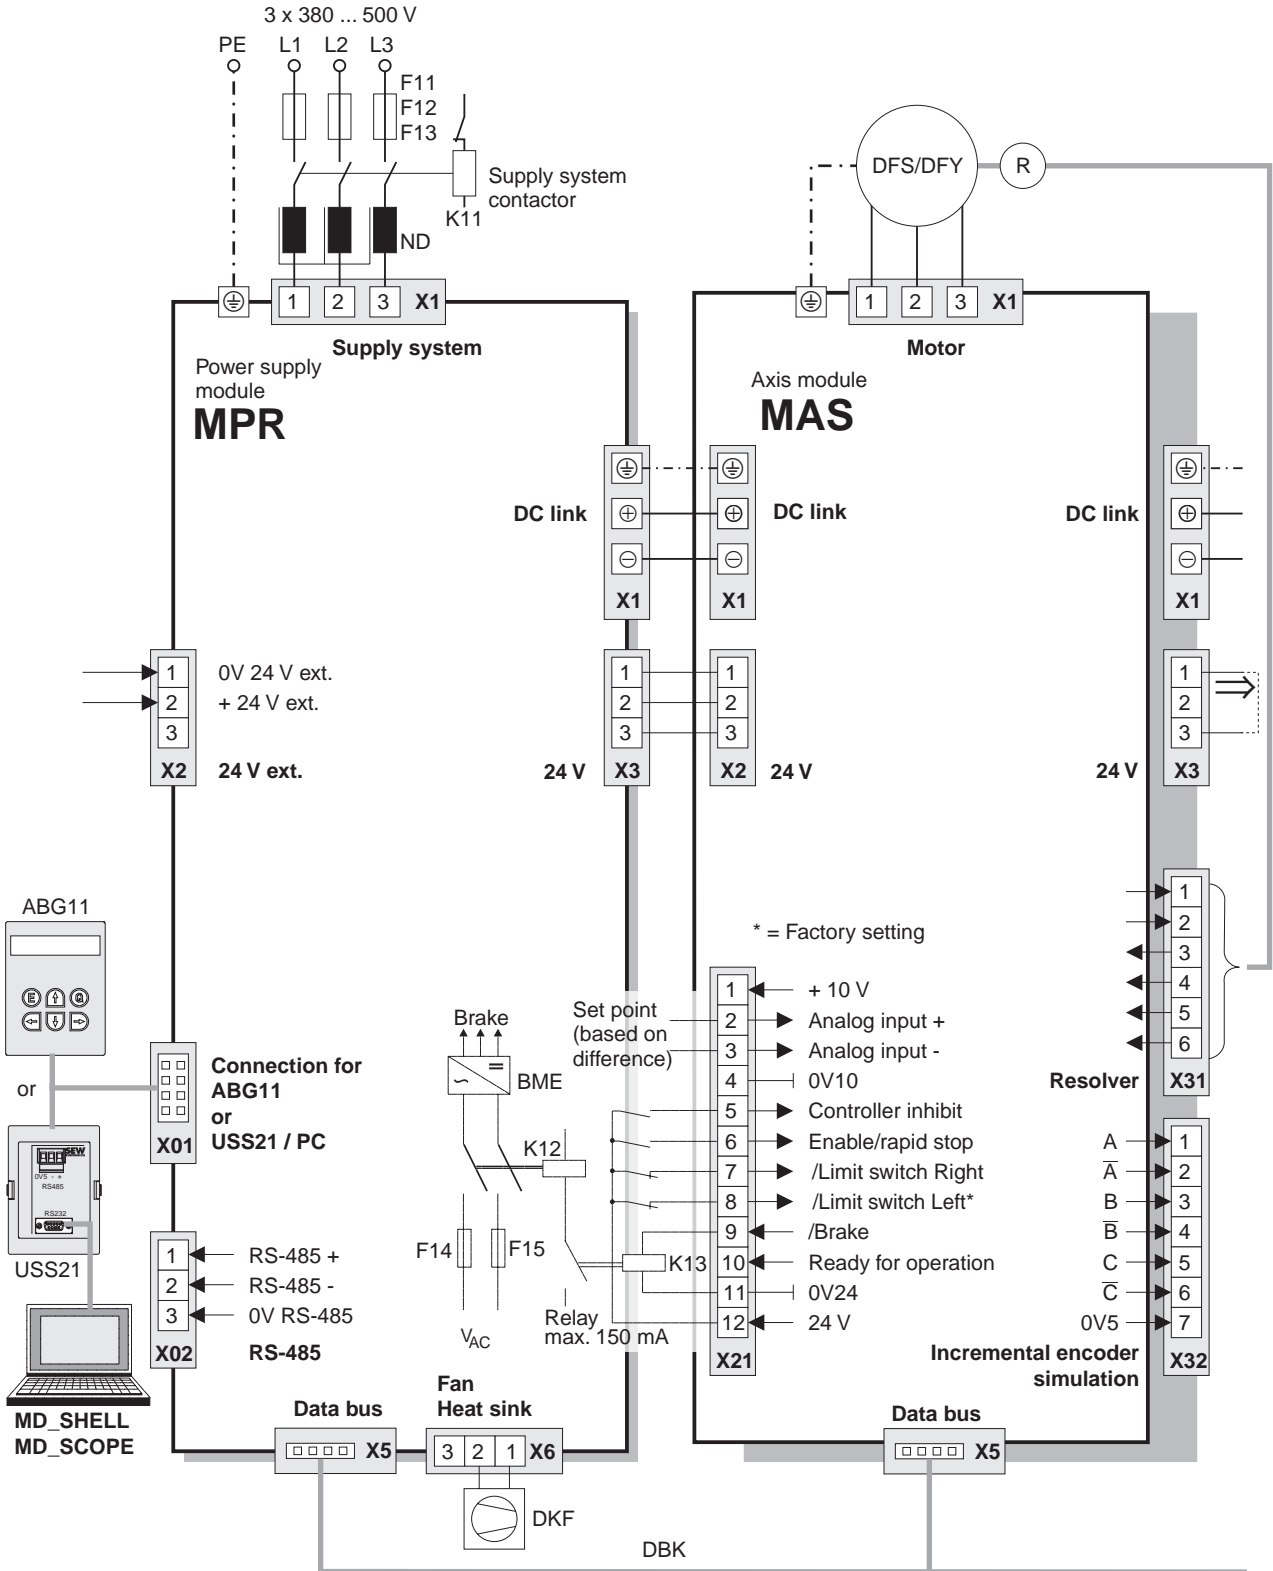 3 x 380 ... 500 V
PE L1 L2 L3
F11
F12
F13
Supply system
contactor
K11
ND
1 2 3 X1
Supply system
Power supply
module
MPR
DFS/DFY R
1 2 3 X1
Motor
Axis module
MAS
DC link
X1
X1
DC link
DC link
X1
1 0V 24 V ext.
2 + 24 V ext.
3
X2 24 V ext.
24 V
1
2
3
X3
1
2
3
X2 24 V
24 V
1
2
3
X3
ABG11
E Q
or
X01
Connection for
ABG11
or
USS21 / PC
SEW
0V5 - +
RS485
RS232
USS21
1 RS-485 +
2 RS-485 -
3 0V RS-485
X02 RS-485
MD_SHELL
MD_SCOPE
Brake
BME
K12
F14
F15
VAC
K13
Relay
max. 150 mA
Set point
(based on
difference)
* = Factory setting
1 + 10 V
2 Analog input +
3 Analog input -
4 0V10
5 Controller inhibit
6 Enable/rapid stop
7 /Limit switch Right
8 /Limit switch Left*
9 /Brake
10 Ready for operation
11 0V24
12 24 V
X21
1
2
3
4
5
6
Resolver X31
A 1
A̅ 2
B 3
B̅ 4
C 5
C̅ 6
0V5 7
Incremental encoder
simulation
X32
Data bus
X5
Fan
Heat sink
3 2 1 X6
DKF
Data bus
X5
DBK